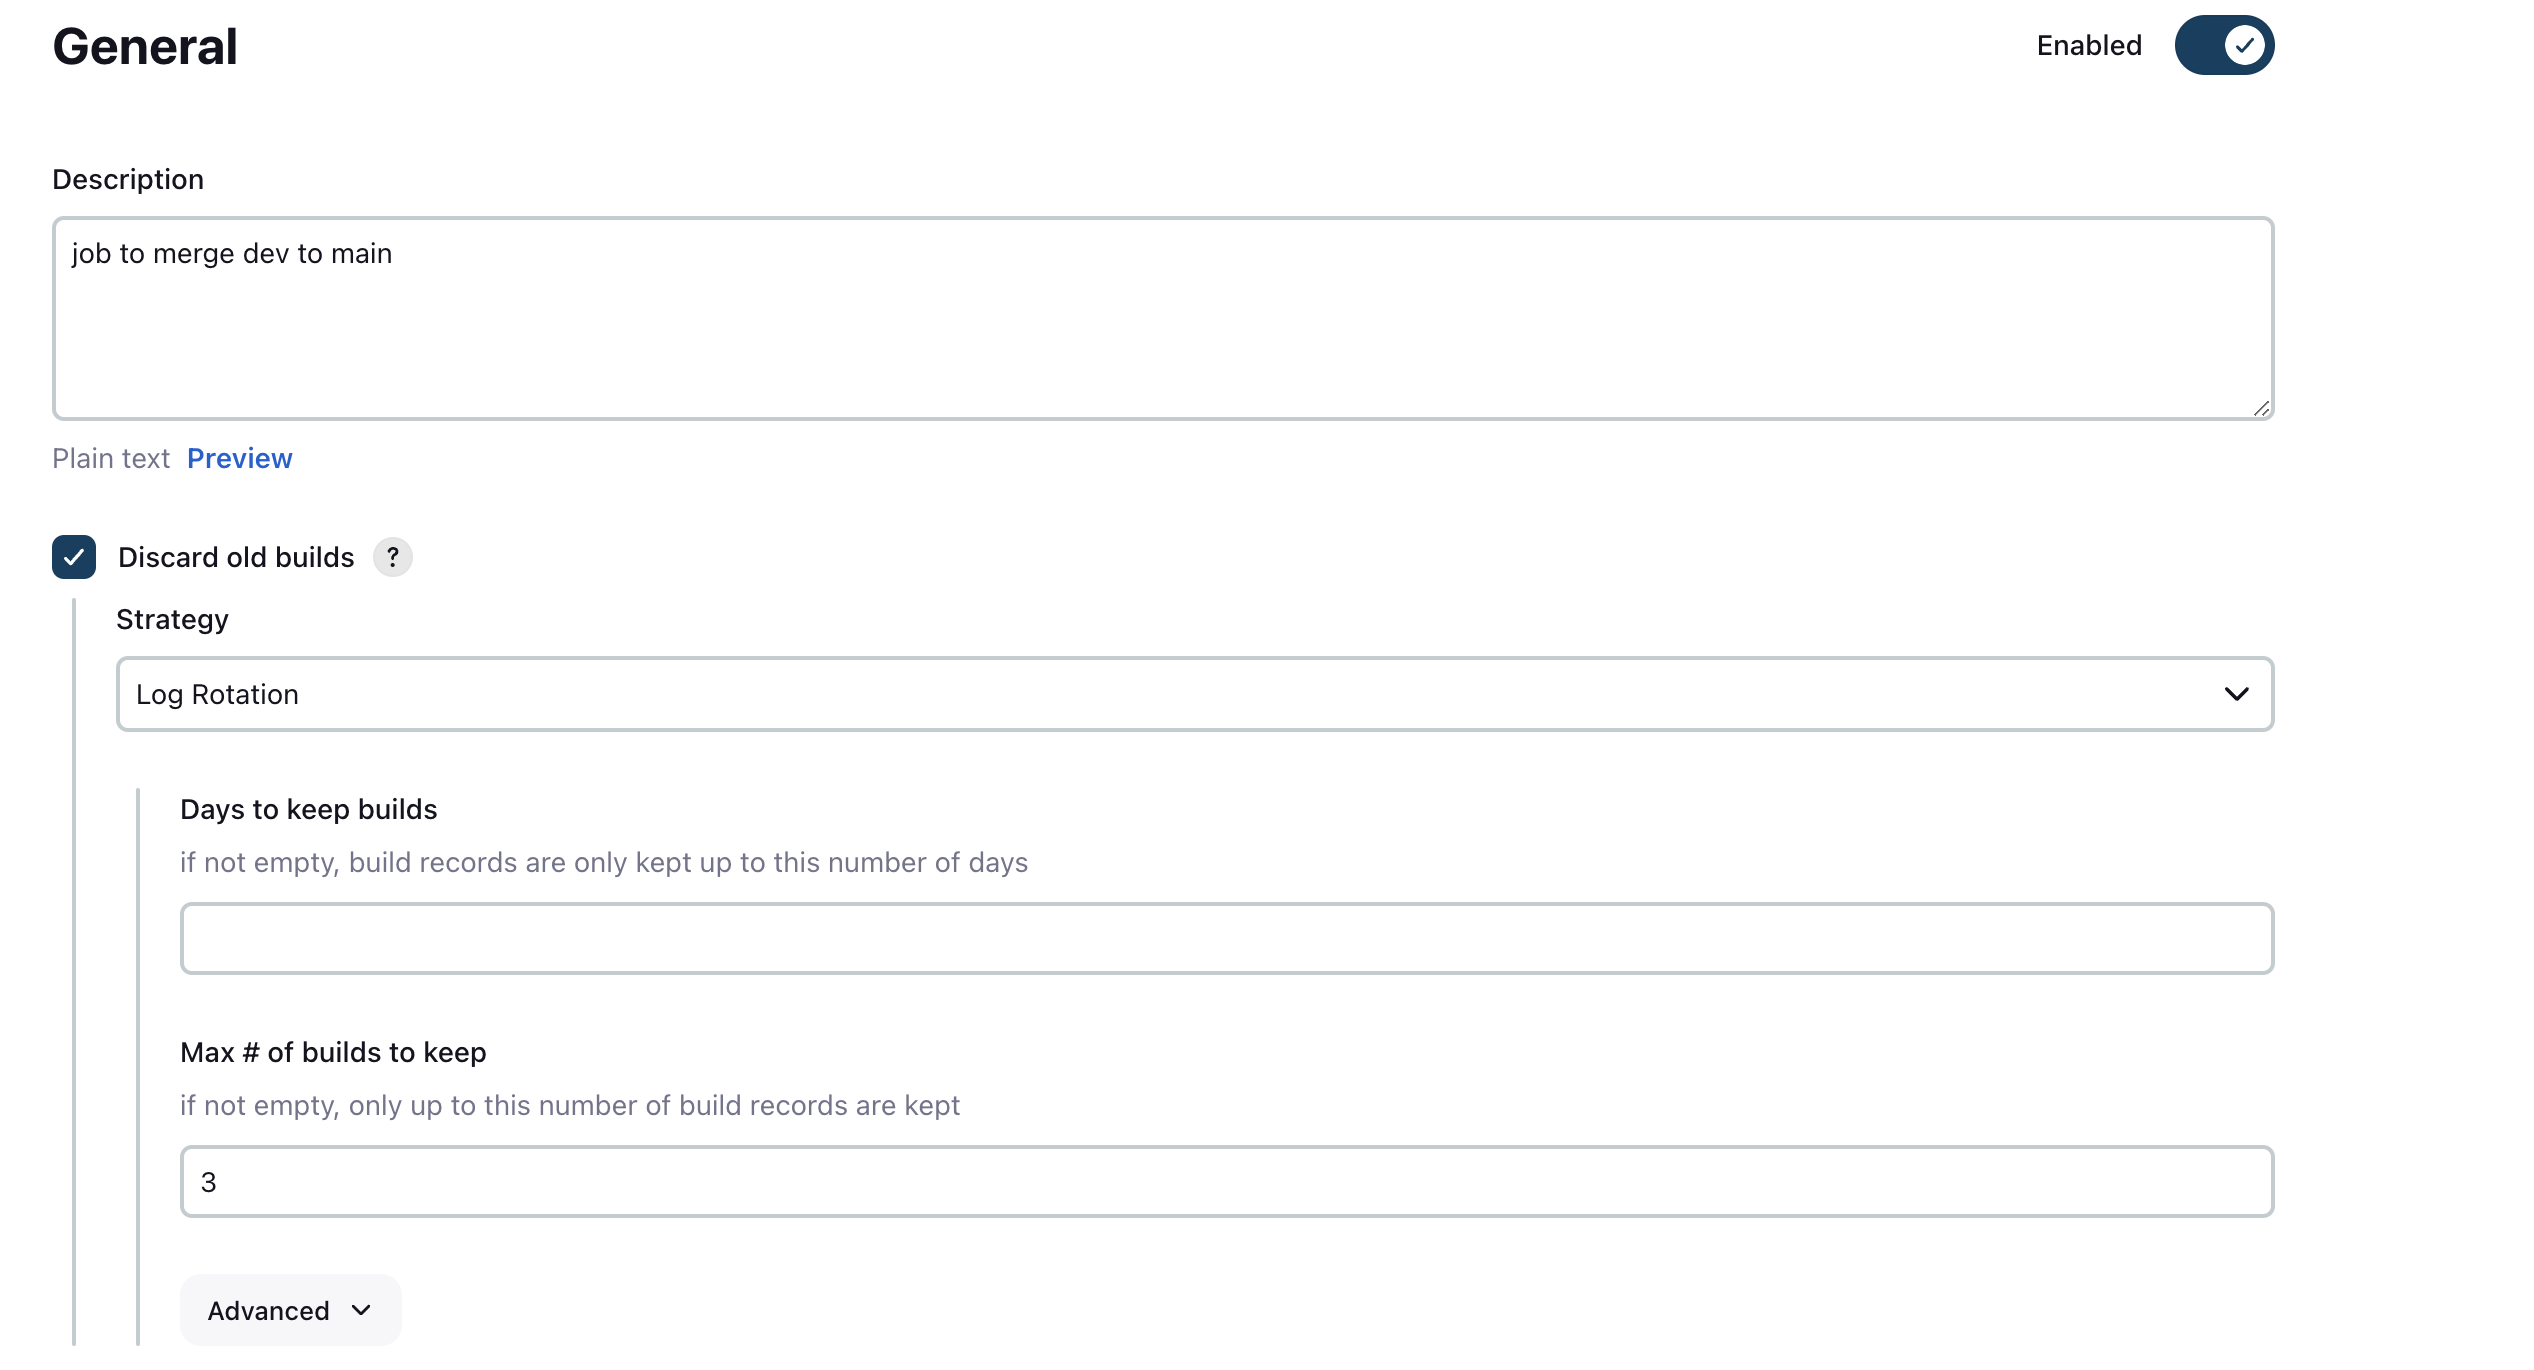 General
Enabled
Description
job to merge dev to main
Plain text Preview
Discard old builds ?
Strategy
Log Rotation
Days to keep builds
if not empty, build records are only kept up to this number of days
Max # of builds to keep
if not empty, only up to this number of build records are kept
3
Advanced